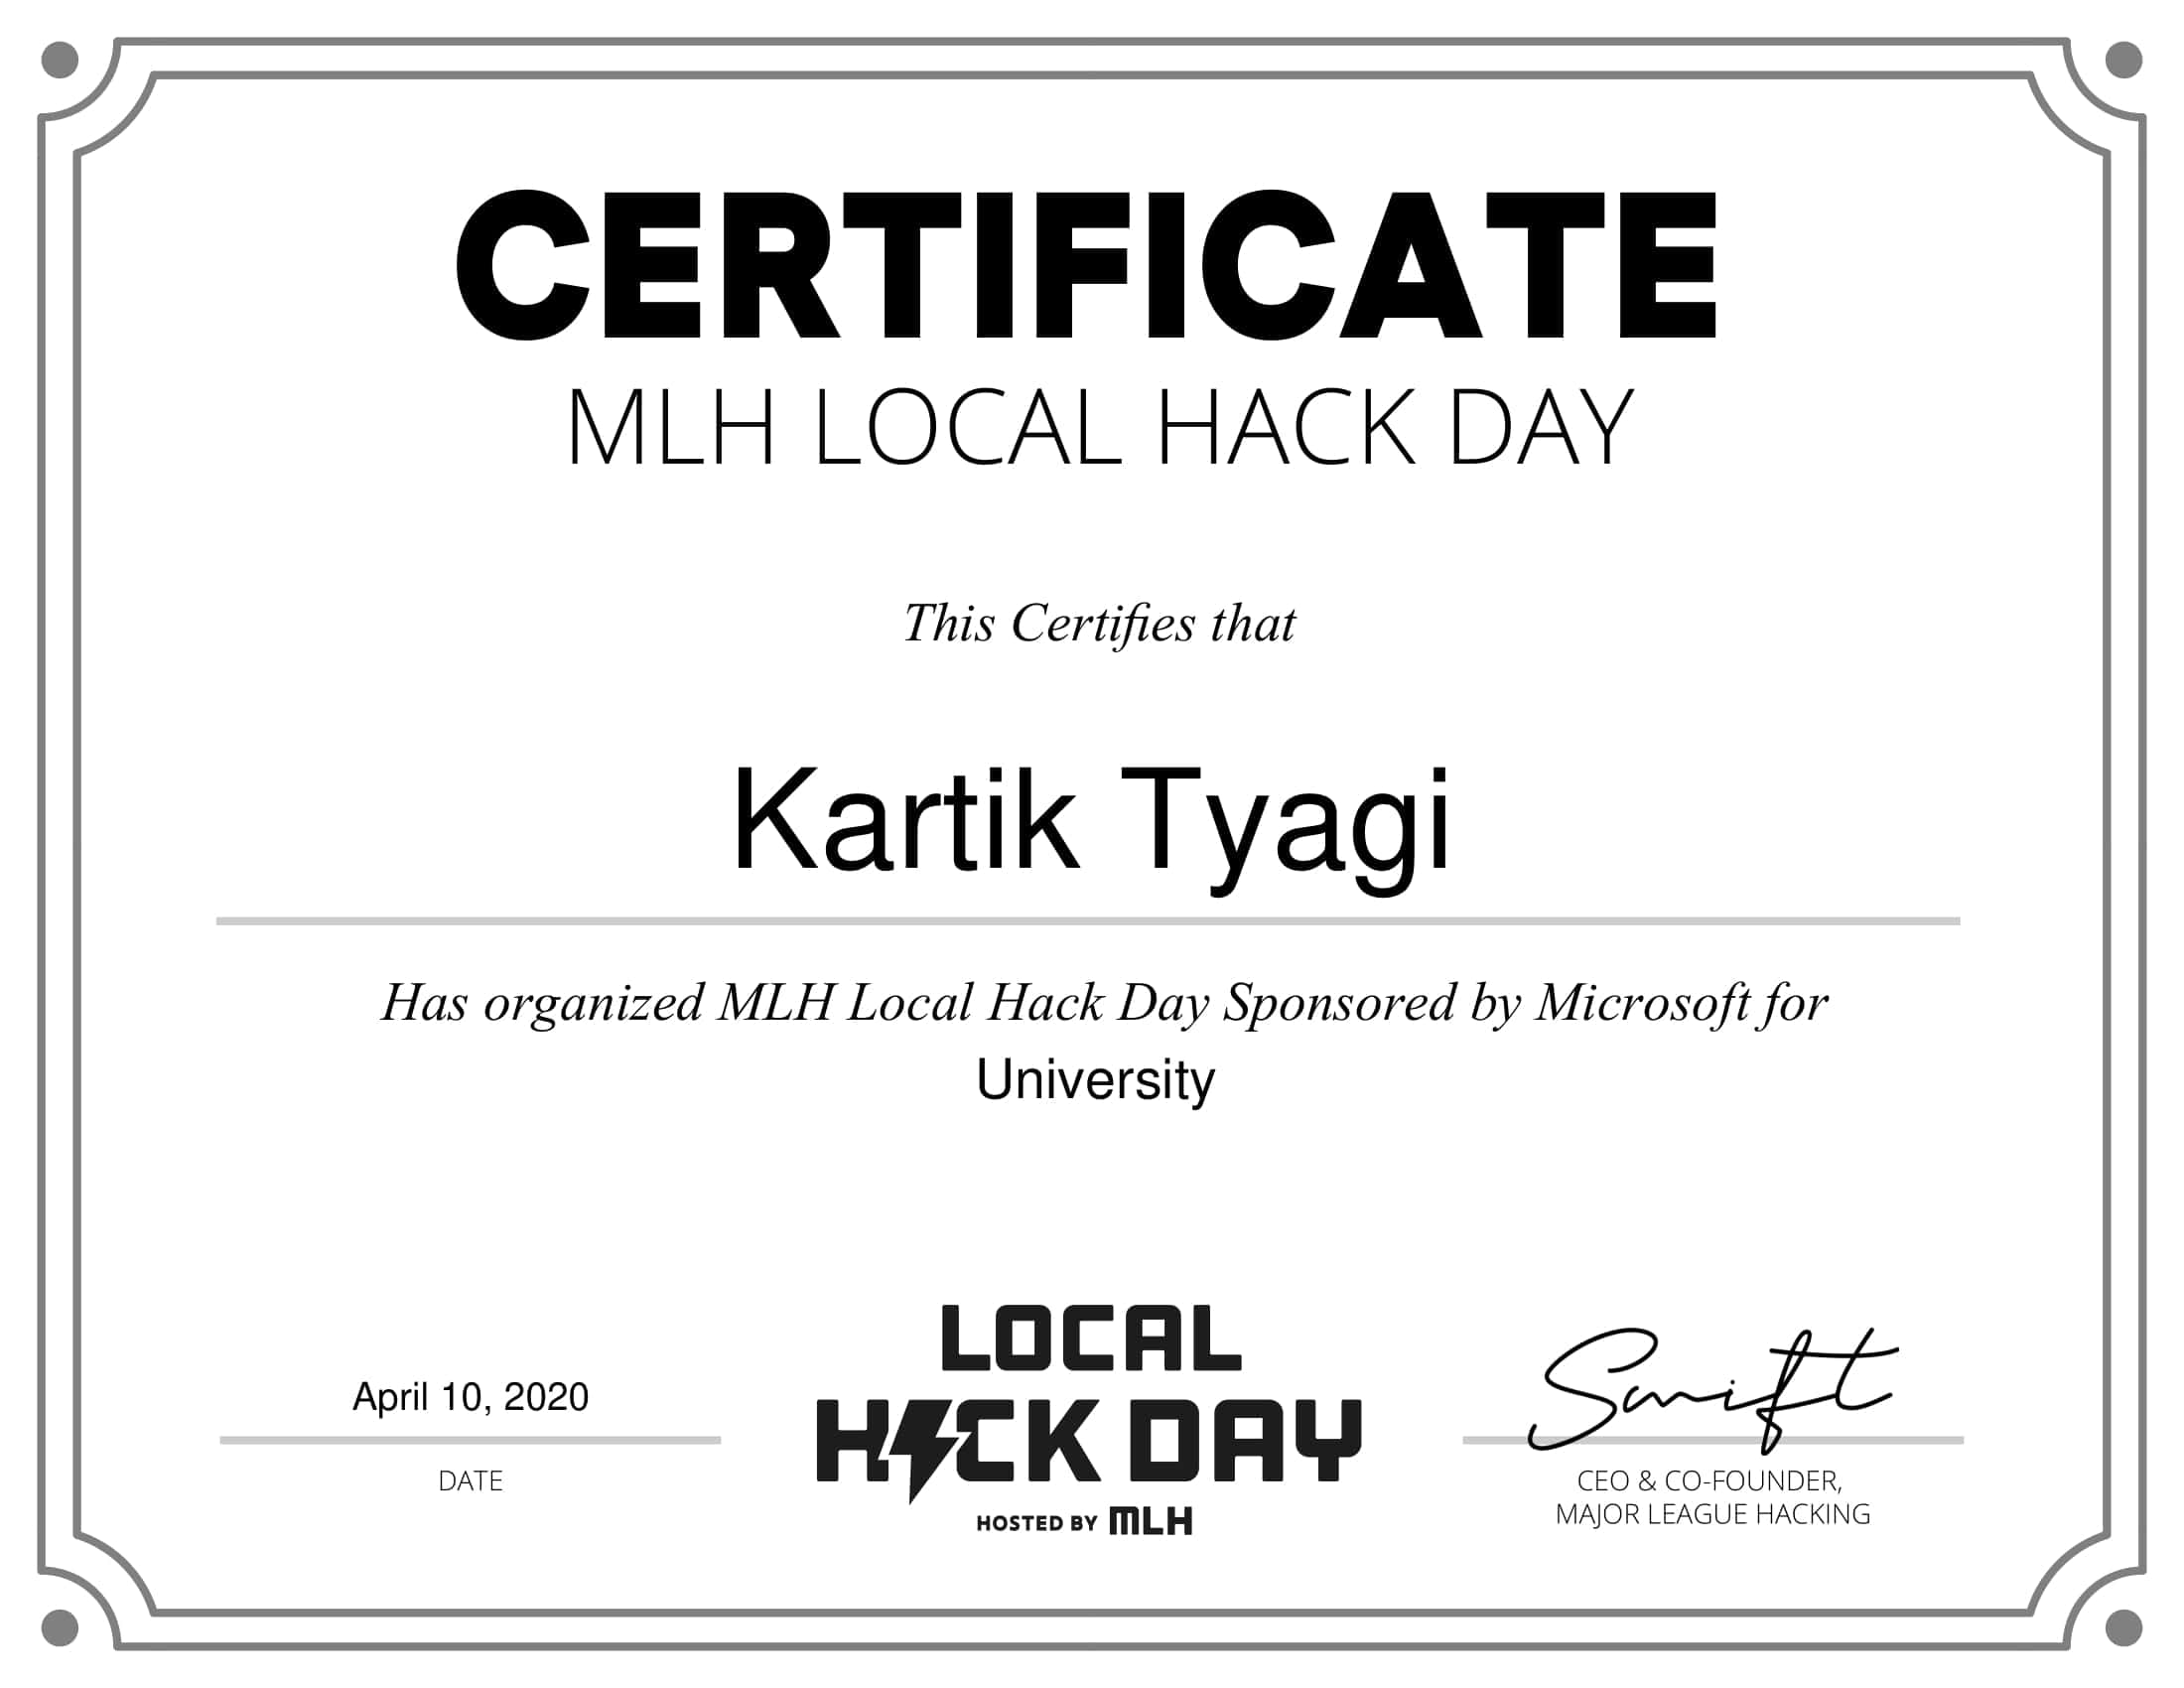 CERTIFICATE
MLH LOCAL HACK DAY
This Certifies that
Kartik Tyagi
Has organized MLH Local Hack Day Sponsored by Microsoft for
University
April 10, 2020
DATE
LOCAL
HACK DAY
HOSTED BY MLH
Swift
CEO & CO-FOUNDER,
MAJOR LEAGUE HACKING